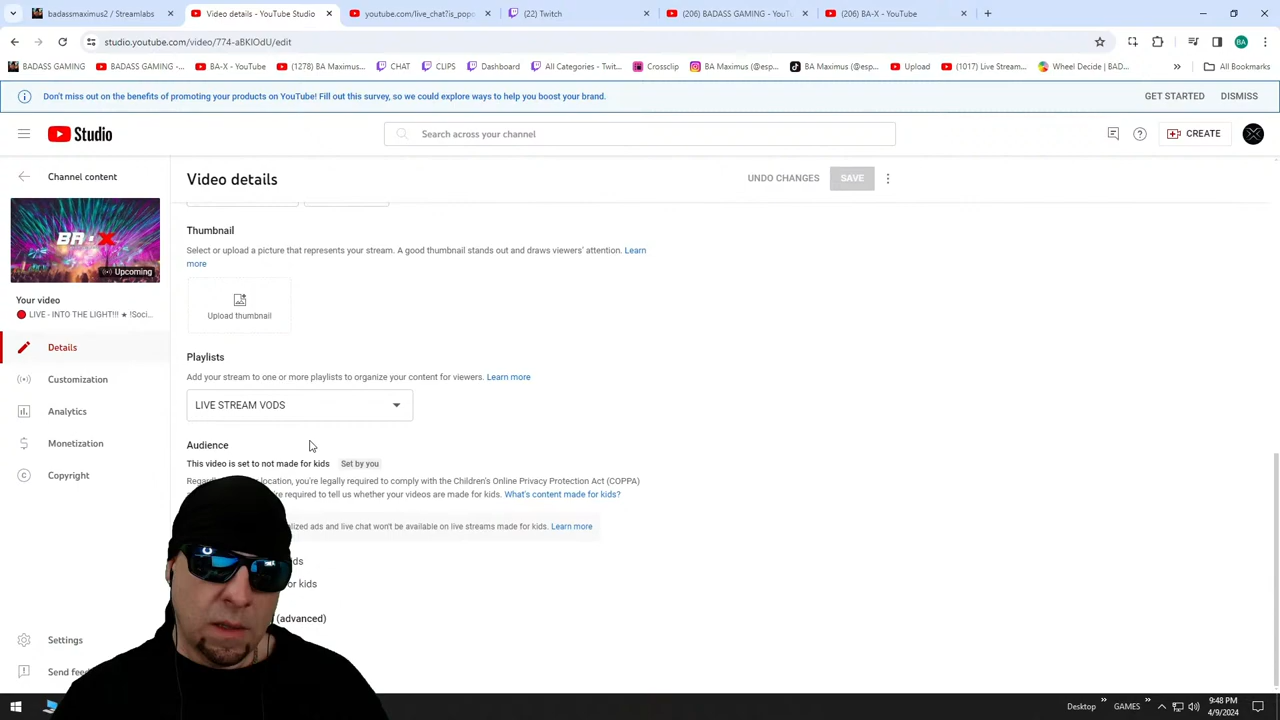 badassmaximus2 / Streamlabs
Video details - YouTube Studio
youtube.com/live_chat?is_pop
(22) Twitch
(206) BADASS GAMING - YouTu
(206) BA-X - YouTube
studio.youtube.com/video/774-aBKIOdU/edit
BA
BADASS GAMING
BADASS GAMING -...
BA-X - YouTube
(1278) BA Maximus...
CHAT
CLIPS
Dashboard
All Categories - Twit...
Crossclip
BA Maximus (@esp...
BA Maximus (@esp...
Upload
(1017) Live Stream...
Wheel Decide | BAD...
All Bookmarks
Don't miss out on the benefits of promoting your products on YouTube! Fill out this survey, so we could explore ways to help you boost your brand.
GET STARTED
DISMISS
Studio
Search across your channel
CREATE
Channel content
Video details
UNDO CHANGES
SAVE
BA-X
Upcoming
Thumbnail
Select or upload a picture that represents your stream. A good thumbnail stands out and draws viewers' attention. Learn
more
Upload thumbnail
Your video
LIVE - INTO THE LIGHT!!! ★ !Soci...
Details
Customization
Analytics
Monetization
Copyright
Playlists
Add your stream to one or more playlists to organize your content for viewers. Learn more
LIVE STREAM VODS
Audience
This video is set to not made for kids Set by you
location, you're legally required to comply with the Children's Online Privacy Protection Act (COPPA)
required to tell us whether your videos are made for kids. What's content made for kids?
ads and live chat won't be available on live streams made for kids. Learn more
for kids
(advanced)
Settings
Send
Desktop
GAMES
9:48 PM
4/9/2024